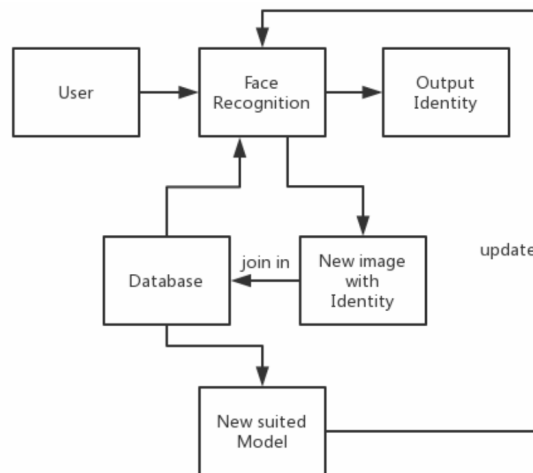 User
Face
Recognition
Output
Identity
Database
join in
New image
with
Identity
update
New suited
Model